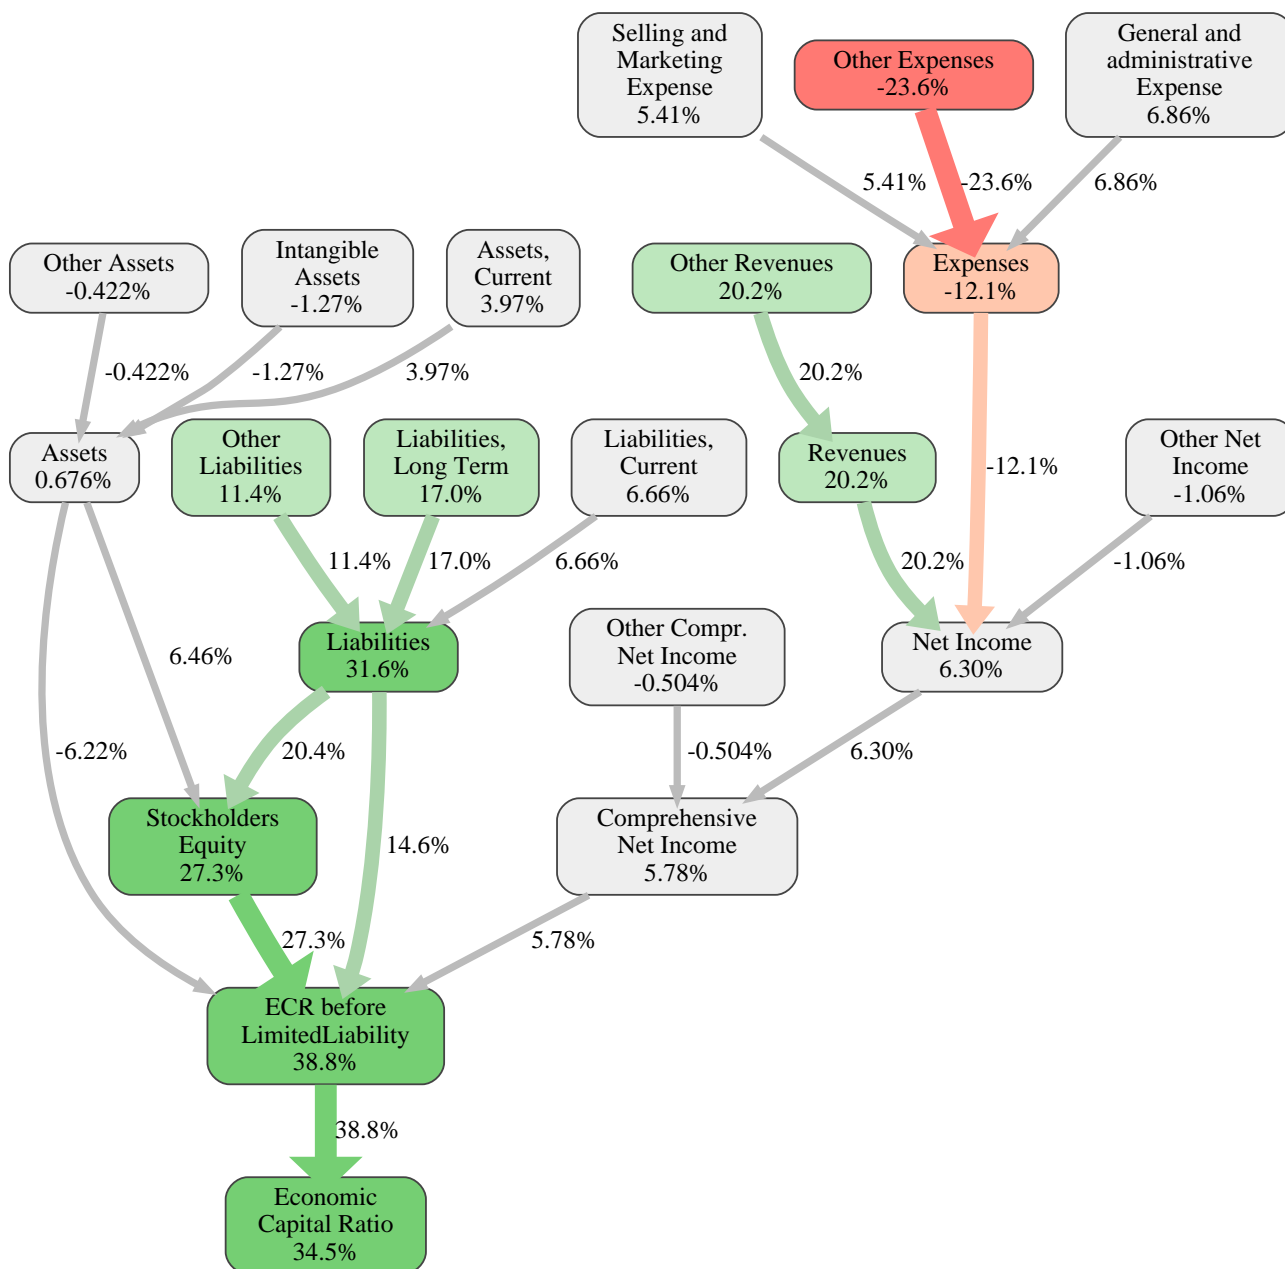 Selling and
Marketing
Expense
5.41%
Other Expenses
-23.6%
General and
administrative
Expense
6.86%
5.41%
-23.6%
6.86%
Other Assets
-0.422%
Intangible
Assets
-1.27%
Assets,
Current
3.97%
Other Revenues
20.2%
Expenses
-12.1%
-0.422%
-1.27%
3.97%
20.2%
Assets
0.676%
Other
Liabilities
11.4%
Liabilities,
Long Term
17.0%
Liabilities,
Current
6.66%
Revenues
20.2%
-12.1%
Other Net
Income
-1.06%
11.4%
17.0%
6.66%
20.2%
-1.06%
Liabilities
31.6%
Other Compr.
Net Income
-0.504%
Net Income
6.30%
6.46%
-6.22%
20.4%
-0.504%
6.30%
Stockholders
Equity
27.3%
14.6%
Comprehensive
Net Income
5.78%
27.3%
5.78%
ECR before
LimitedLiability
38.8%
38.8%
Economic
Capital Ratio
34.5%